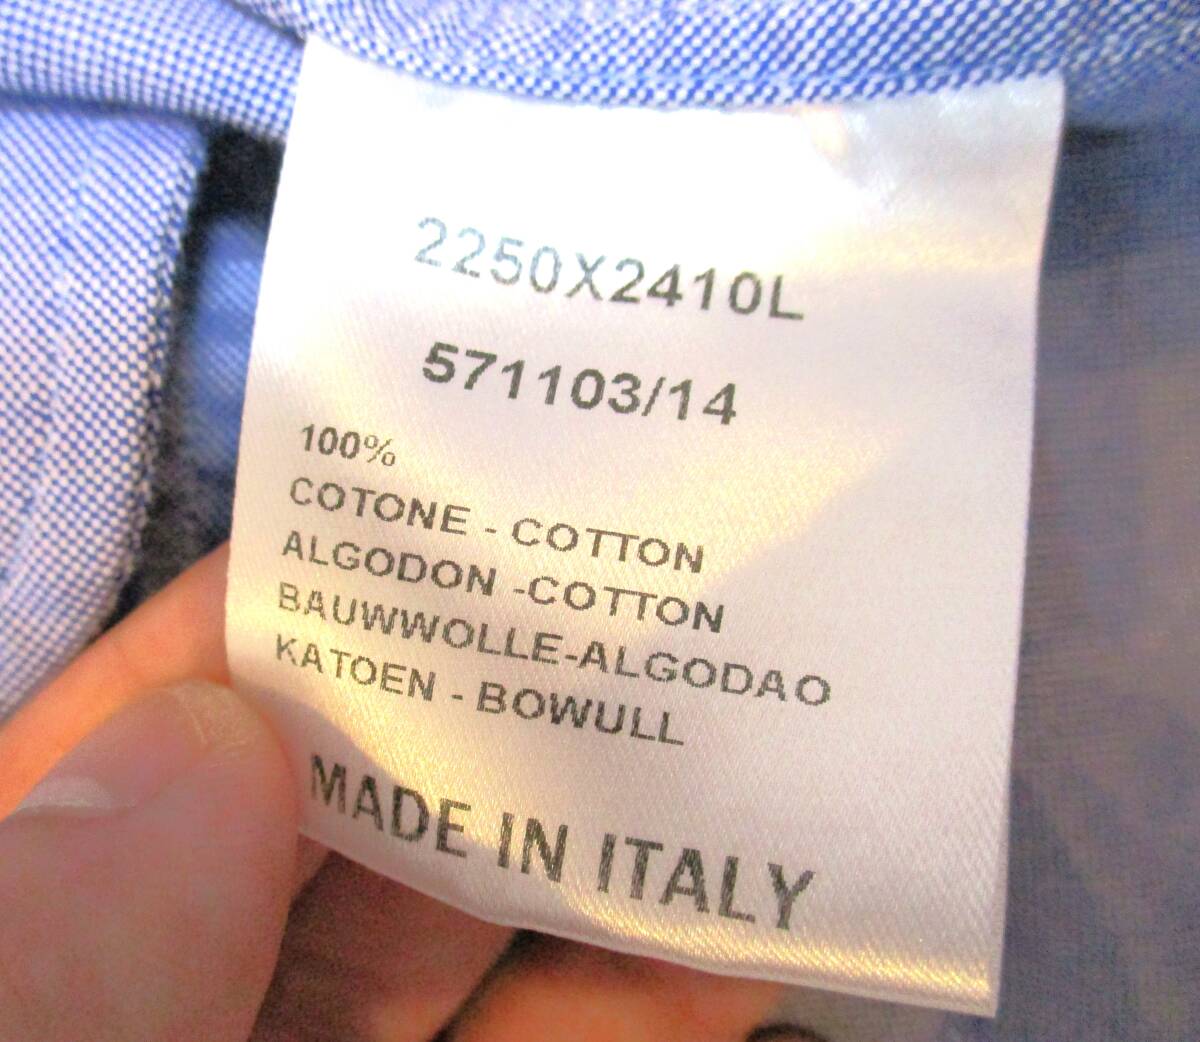 2250X2410L
571103/14
100%
COTONE - COTTON
ALGODON -COTTON
BAUWWOLLE-ALGODAO
KATOEN - BOWULL
MADE IN ITALY